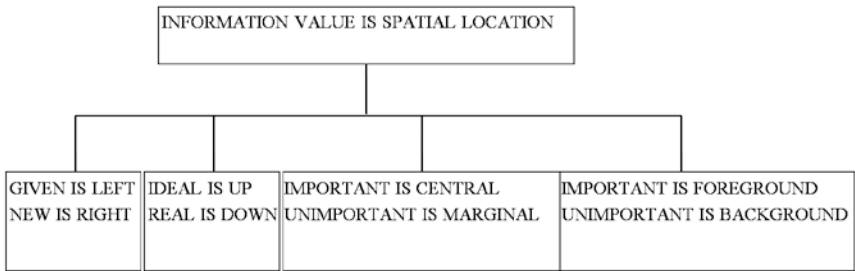 INFORMATION VALUE IS SPATIAL LOCATION
GIVEN IS LEFT
NEW IS RIGHT
IDEAL IS UP
REAL IS DOWN
IMPORTANT IS CENTRAL
UNIMPORTANT IS MARGINAL
IMPORTANT IS FOREGROUND
UNIMPORTANT IS BACKGROUND